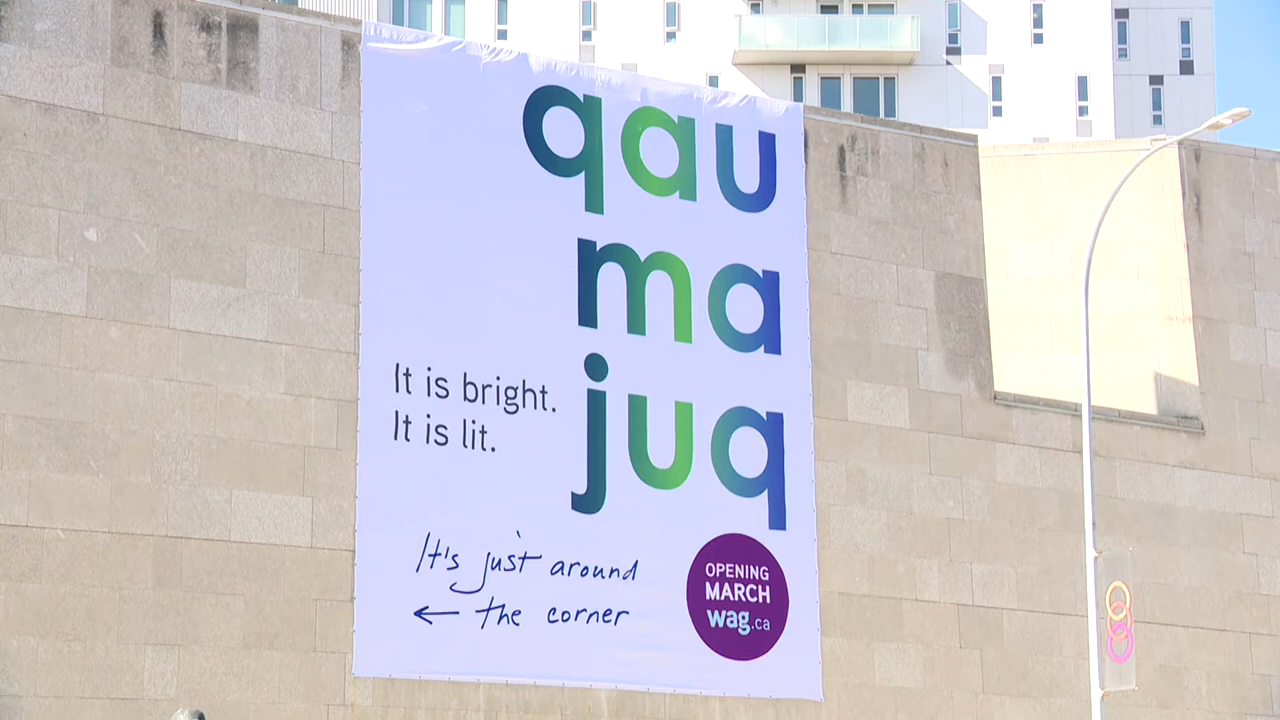 qau
ma
juq
It is bright.
It is lit.
It's just around
← the corner
OPENING
MARCH
wag.ca